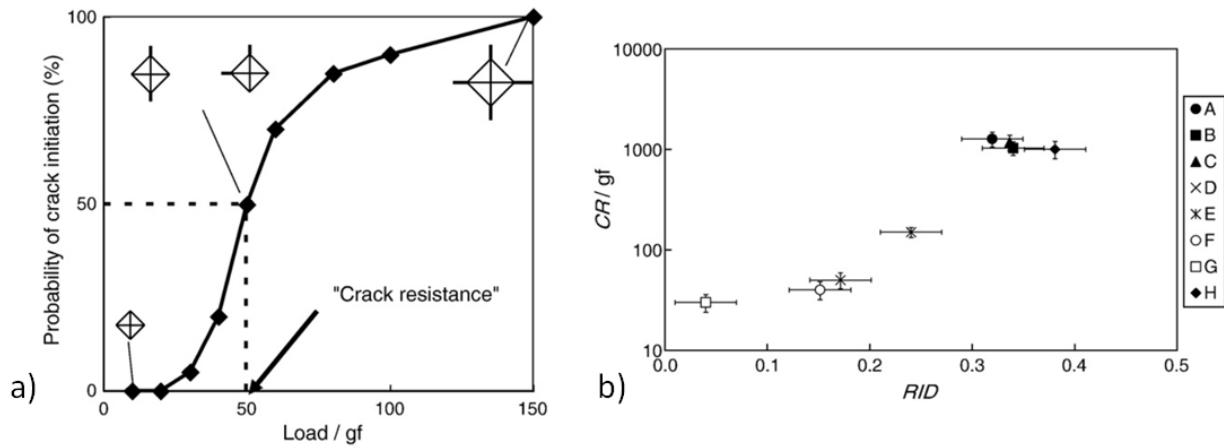 a)
Probability of crack initiation (%)
100
50
0
0
50
100
150
Load / gf
"Crack resistance"
b)
CR / gf
10000
1000
100
10
0.0
0.1
0.2
0.3
0.4
0.5
RID
A
B
C
D
E
F
G
H